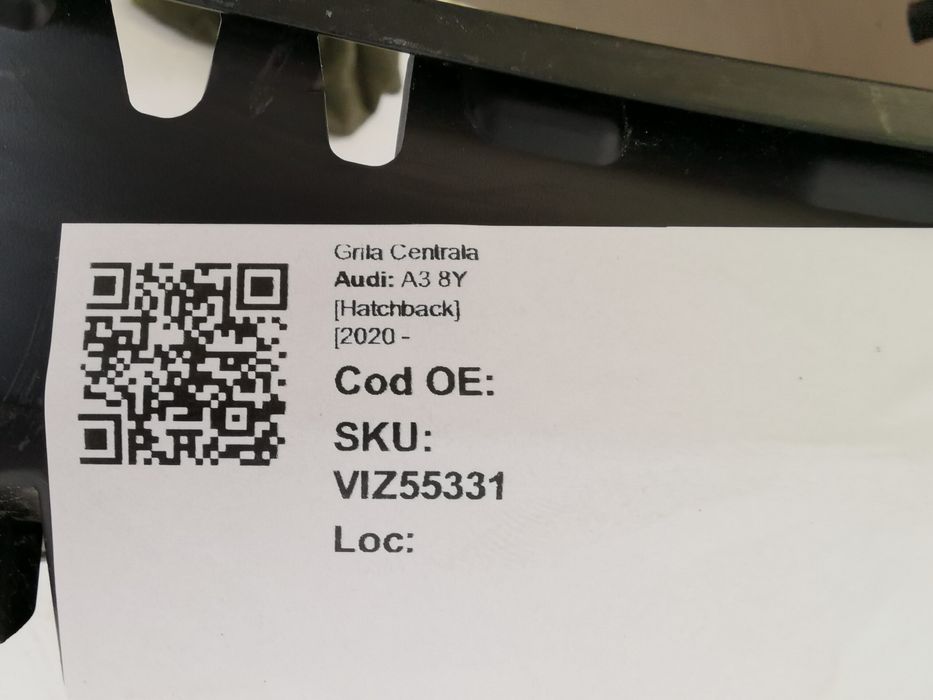 Grila Centrala
Audi: A3 8Y
[Hatchback]
[2020 -
Cod OE:
SKU:
VIZ55331
Loc: